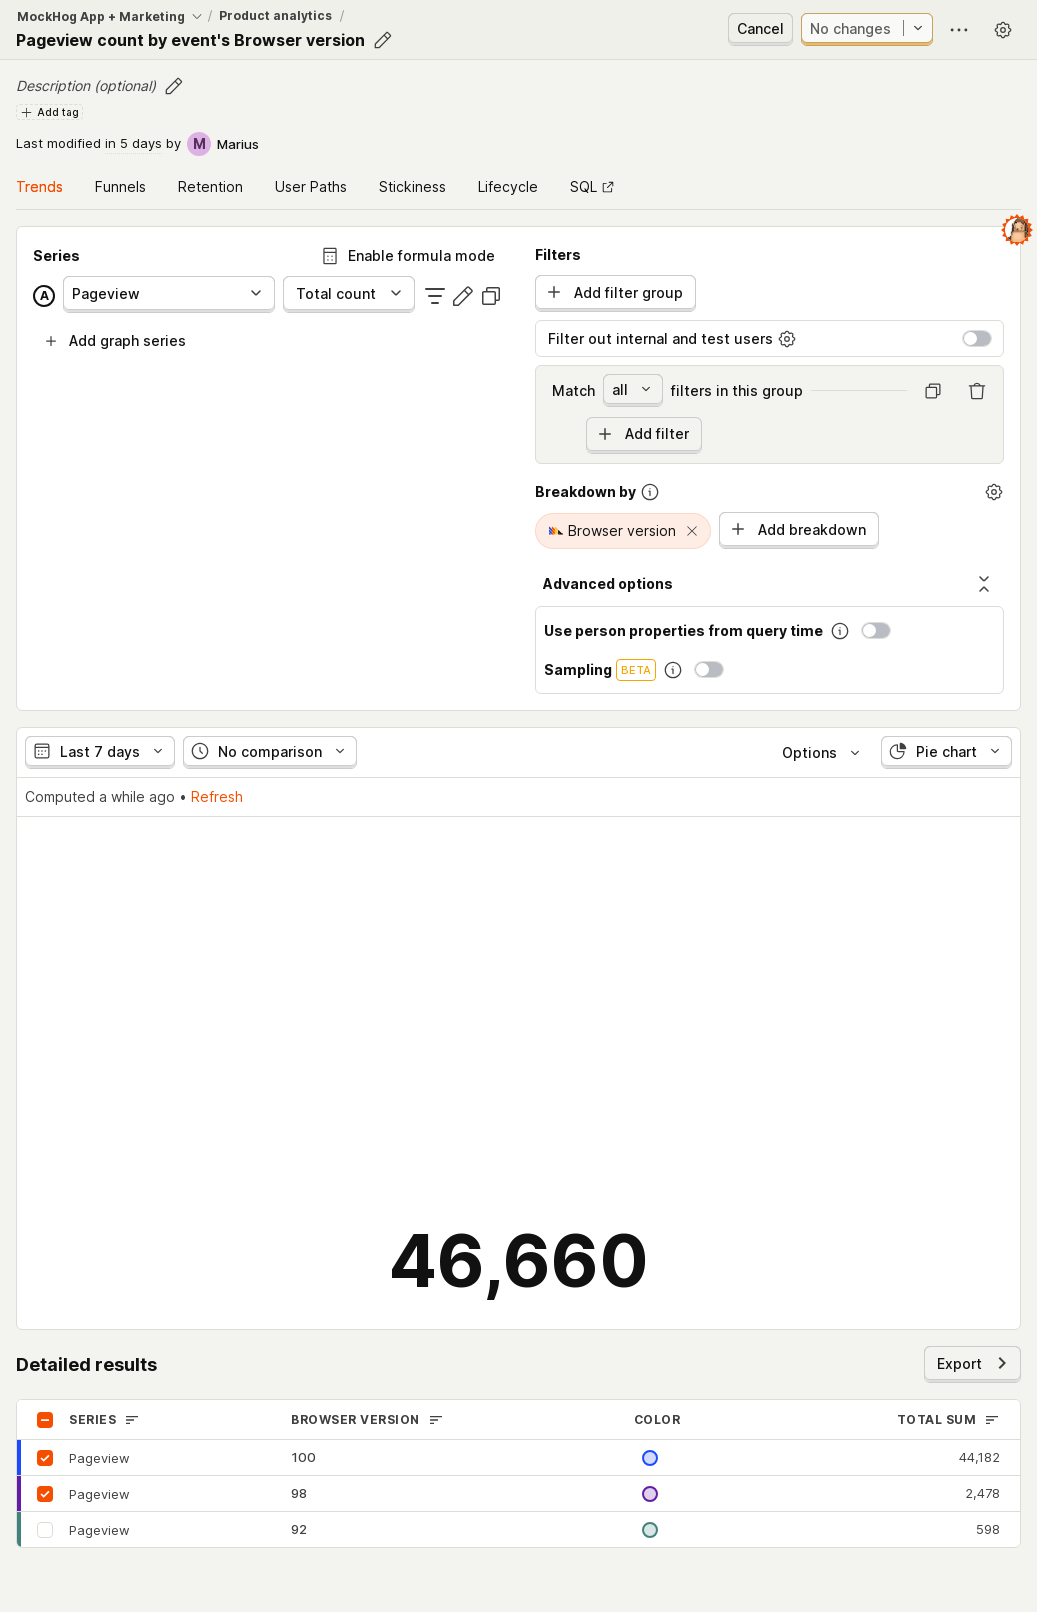 MockHog App + Marketing / Product analytics /
Pageview count by event's Browser version
Cancel
No changes
Description (optional)
Add tag
Last modified in 5 days by M Marius
Trends
Funnels
Retention
User Paths
Stickiness
Lifecycle
SQL
Series
Enable formula mode
A Pageview
Total count
Add graph series
Filters
Add filter group
Filter out internal and test users
Match all filters in this group
Add filter
Breakdown by
Browser version
Add breakdown
Advanced options
Use person properties from query time
Sampling BETA
Last 7 days
No comparison
Options
Pie chart
Computed a while ago • Refresh
46,660
Detailed results
Export
SERIES BROWSER VERSION COLOR TOTAL SUM
Pageview 100 44,182
Pageview 98 2,478
Pageview 92 598